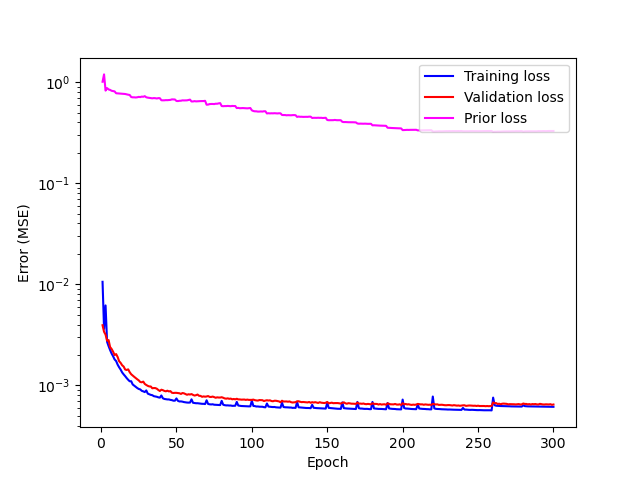 Training loss
Validation loss
Prior loss
10⁰
10⁻¹
10⁻²
10⁻³
Error (MSE)
0 50 100 150 200 250 300
Epoch